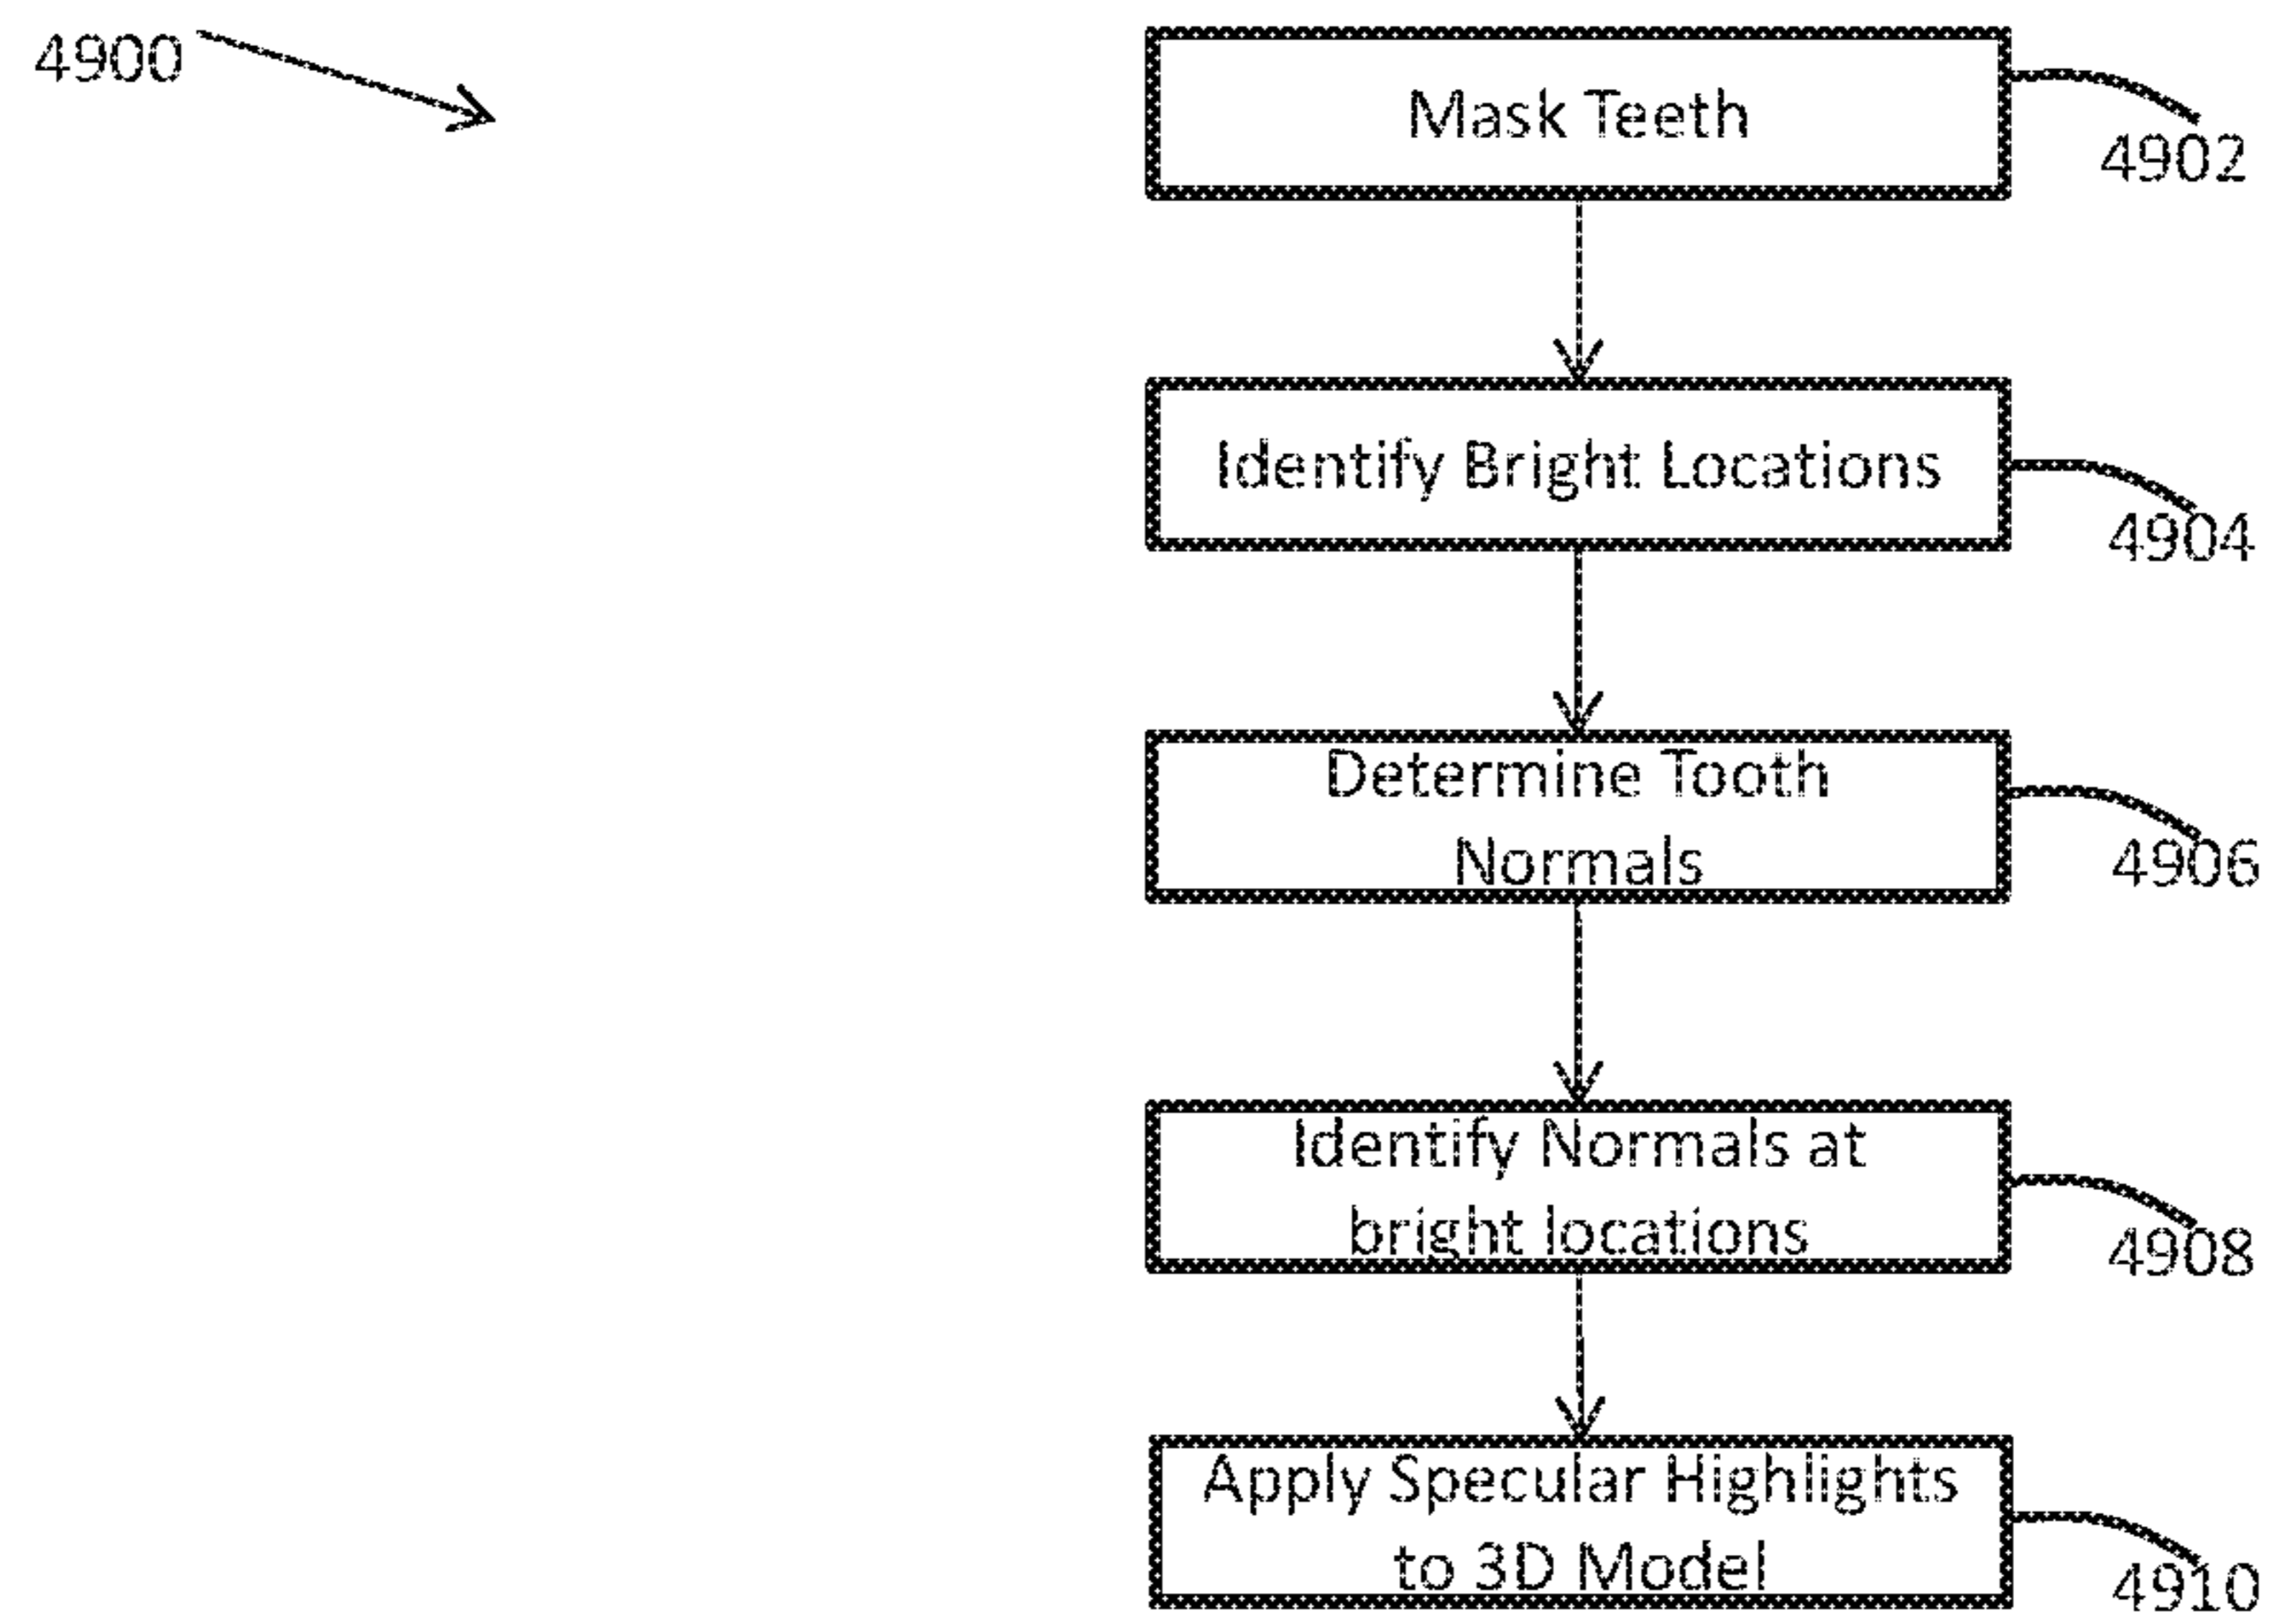 4900
Mask Teeth
4902
Identify Bright Locations
4904
Determine Tooth
Normals
4906
Identify Normals at
bright locations
4908
Apply Specular Highlights
to 3D Model
4910